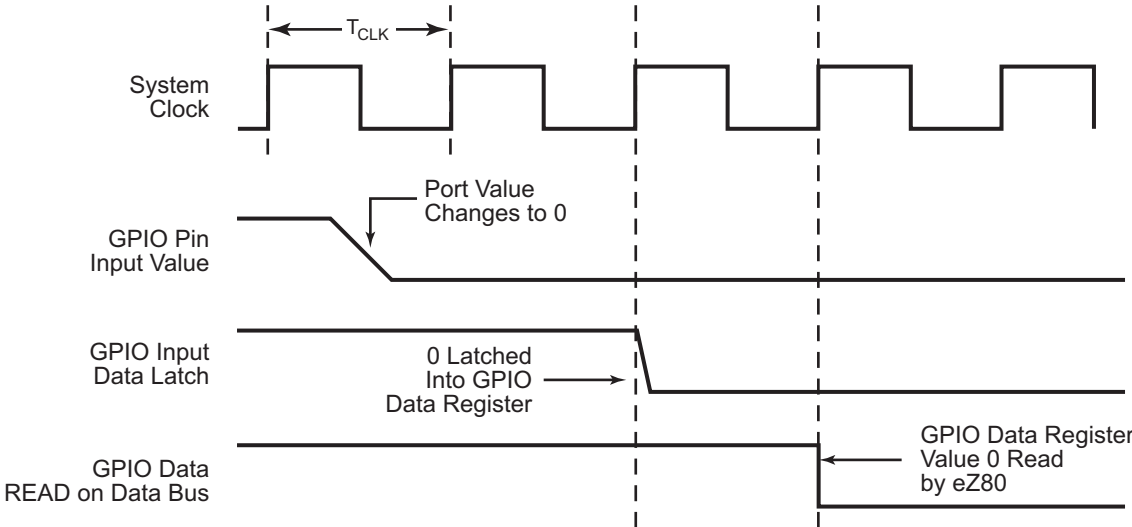 T_CLK
System
Clock
Port Value
Changes to 0
GPIO Pin
Input Value
GPIO Input
Data Latch
0 Latched
Into GPIO
Data Register
GPIO Data
READ on Data Bus
GPIO Data Register
Value 0 Read
by eZ80